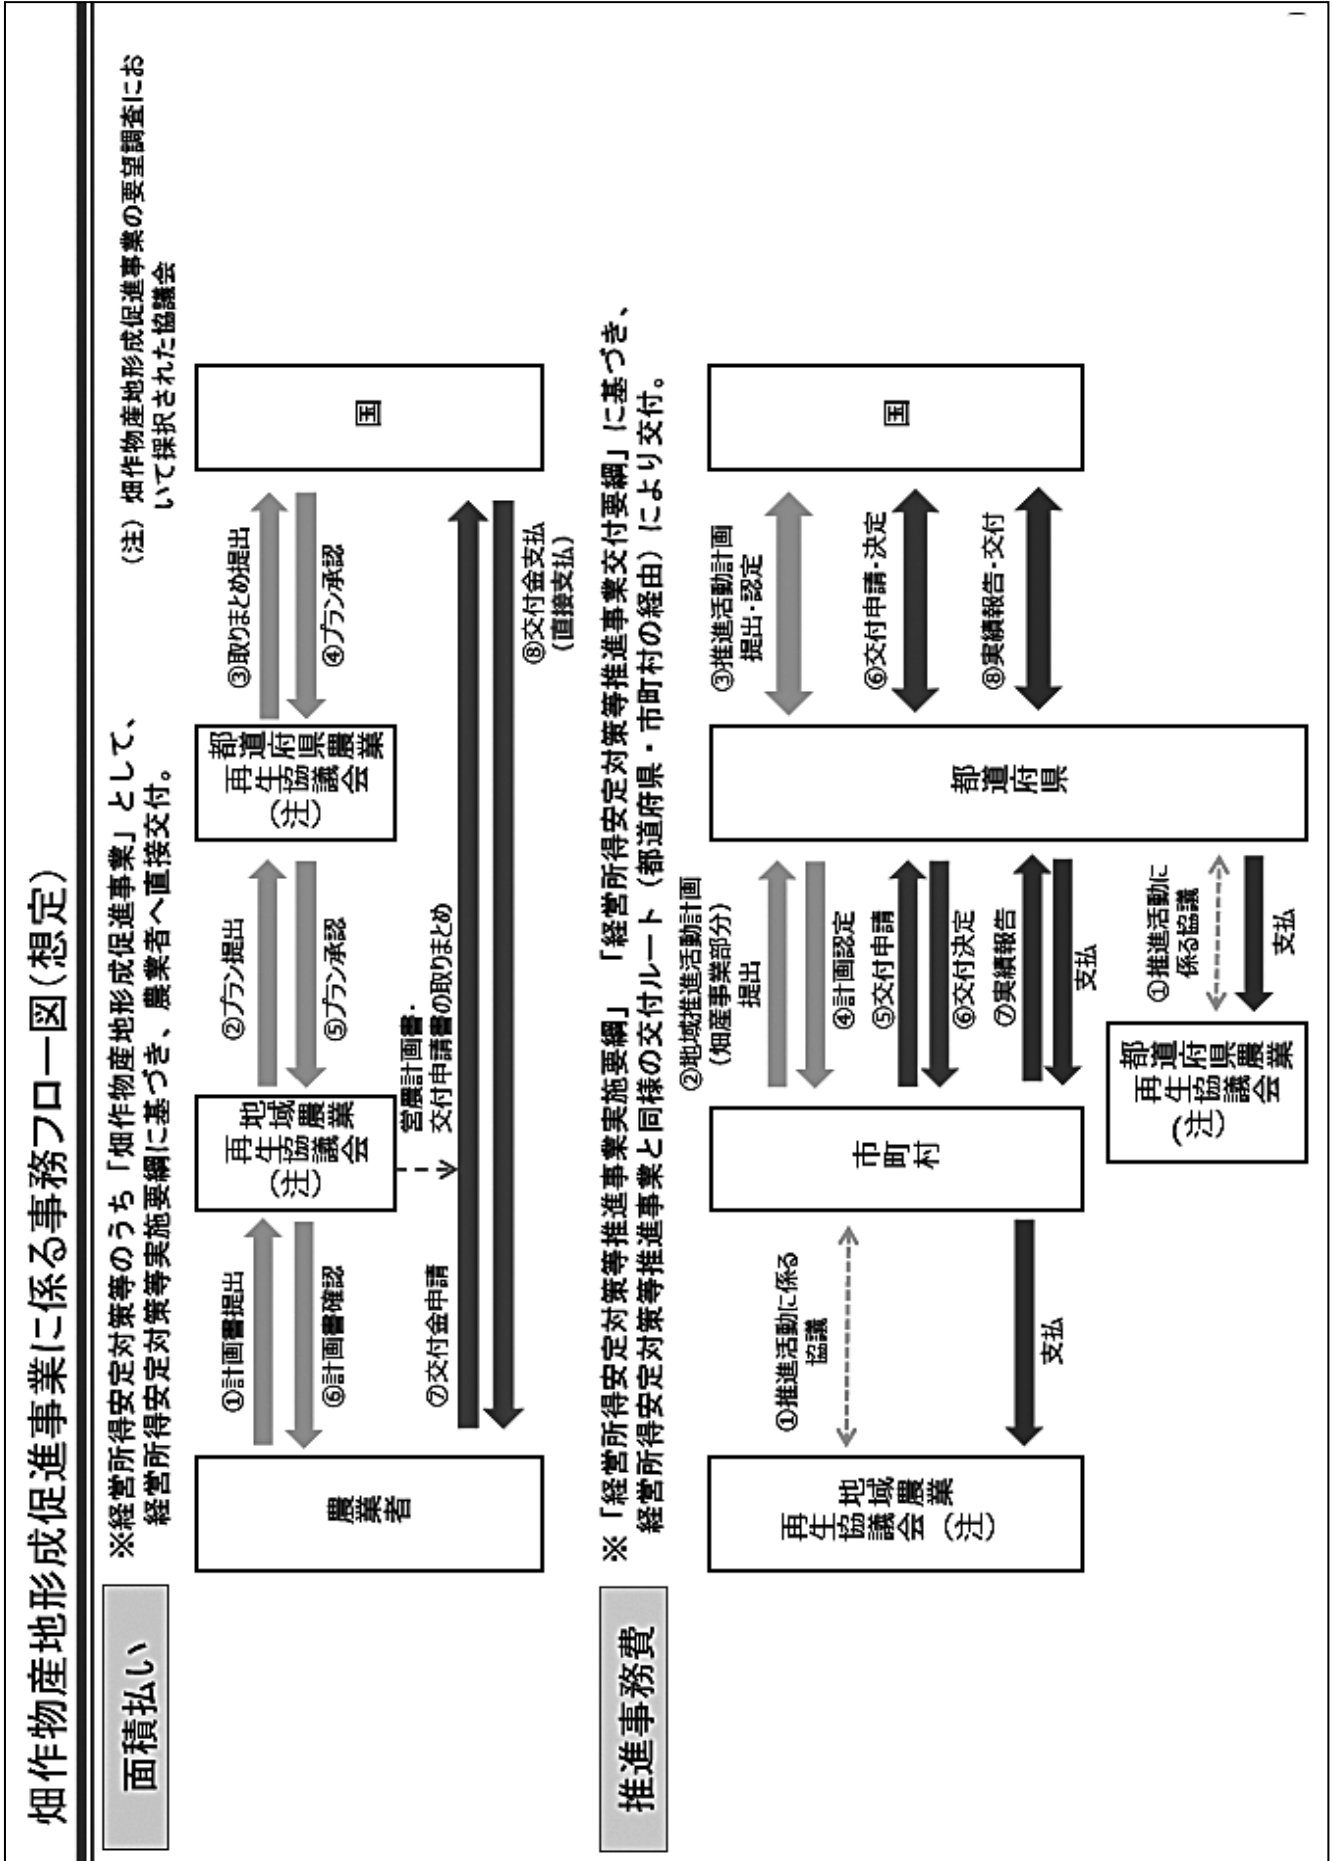 畑作物産地形成促進事業に係る事務フロー図(想定)
面積払い
※経営所得安定対策等のうち「畑作物産地形成促進事業」として、
経営所得安定対策等実施要綱に基づき、農業者へ直接交付。
（注）畑作物産地形成促進事業の要望調査にお
いて採択された協議会
農業者
①計画書提出
⑥計画書確認
地域農業
再生協議会
（注）
②プラン提出
⑤プラン承認
都道府県農業
再生協議会
（注）
③取りまとめ提出
④プラン承認
国
⑦交付金申請
営農計画書・
交付申請書の取りまとめ
⑧交付金支払
(直接支払)
推進事務費
※「経営所得安定対策等推進事業実施要綱」「経営所得安定対策等推進事業交付要綱」に基づき、
経営所得安定対策等推進事業と同様の交付ルート（都道府県・市町村の経由）により交付。
地域農業
再生協議会（注）
①推進活動に係る
協議
支払
市町村
②地域推進活動計画
(畑産事業部分)
提出
④計画認定
⑤交付申請
⑥交付決定
⑦実績報告
支払
都道府県
③推進活動計画
提出・認定
⑥交付申請・決定
⑧実績報告・交付
国
都道府県農業
再生協議会
（注）
①推進活動に
係る協議
支払